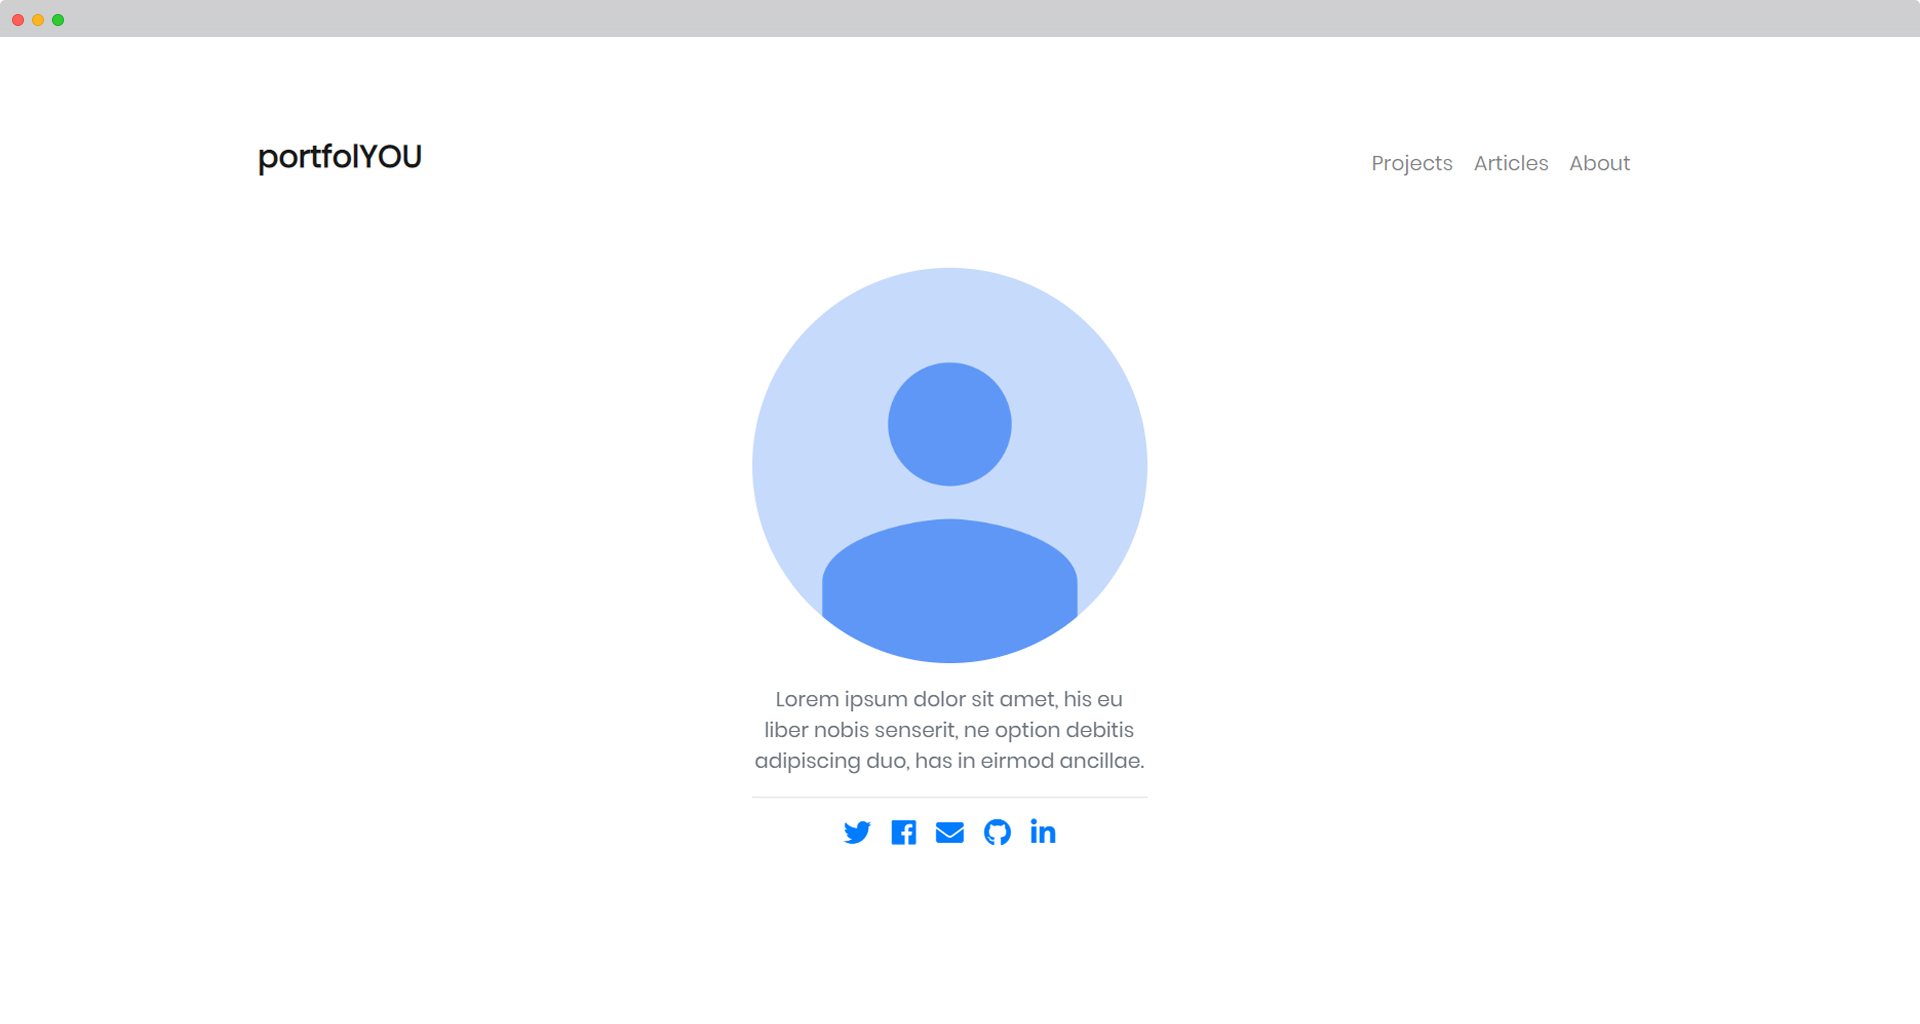 portfolYOU
Projects Articles About
Lorem ipsum dolor sit amet, his eu
liber nobis senserit, ne option debitis
adipiscing duo, has in eirmod ancillae.